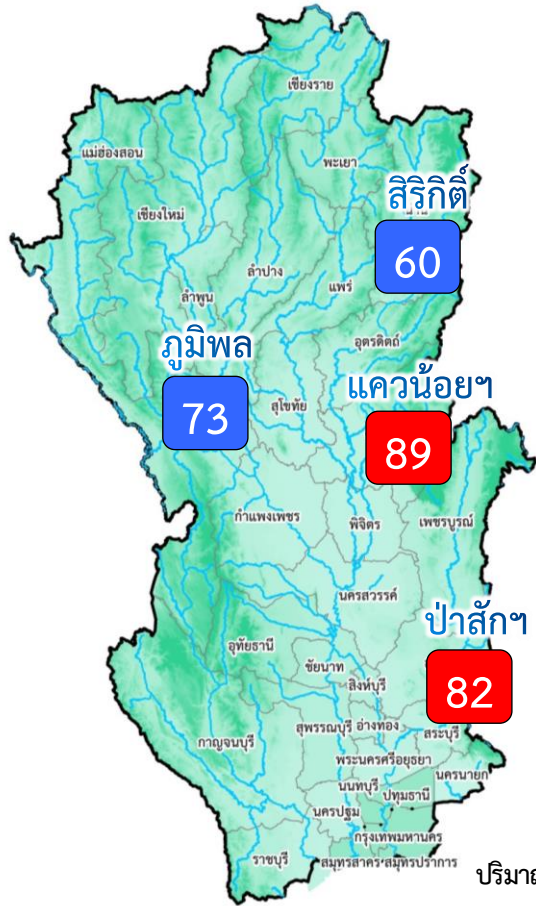 เชียงราย
แม่ฮ่องสอน
พะเยา
สิริกิติ์
เชียงใหม่
60
ลำปาง
แพร่
ลำพูน
อุตรดิตถ์
ภูมิพล
แควน้อยฯ
73
สุโขทัย
89
กำแพงเพชร
พิจิตร
เพชรบูรณ์
นครสวรรค์
ป่าสักฯ
อุทัยธานี
ชัยนาท
สิงห์บุรี
82
สุพรรณบุรี อ่างทอง
สระบุรี
กาญจนบุรี
พระนครศรีอยุธยา
นครนายก
นนทบุรี ปทุมธานี
นครปฐม
กรุงเทพมหานคร
ราชบุรี
สมุทรสาคร สมุทรปราการ